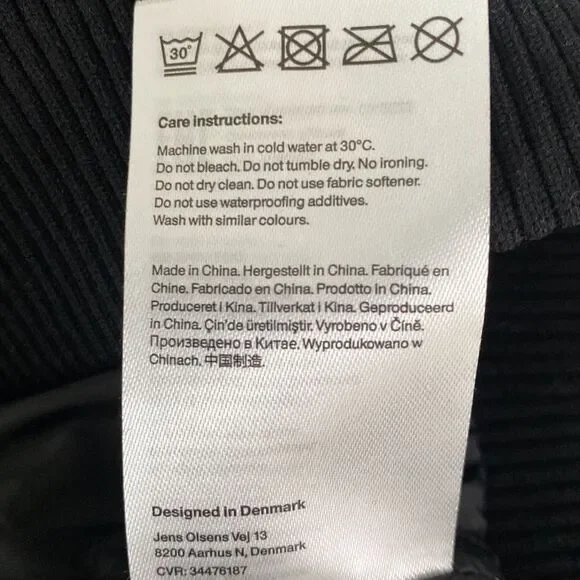 30°
Care instructions:
Machine wash in cold water at 30°C.
Do not bleach. Do not tumble dry. No ironing.
Do not dry clean. Do not use fabric softener.
Do not use waterproofing additives.
Wash with similar colours.
Made in China. Hergestellt in China. Fabriqué en
Chine. Fabricado en China. Prodotto in China.
Produceret i Kina. Tillverkat i Kina. Geproduceerd
in China. Çin'de üretilmiştir. Vyrobeno v Číně.
Произведено в Китае. Wyprodukowano w
Chinach. 中国制造.
Designed in Denmark
Jens Olsens Vej 13
8200 Aarhus N, Denmark
CVR: 34476187